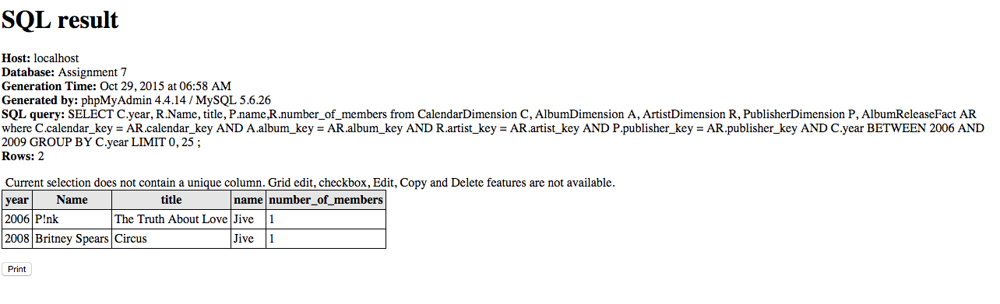 SQL result
Host: localhost
Database: Assignment 7
Generation Time: Oct 29, 2015 at 06:58 AM
Generated by: phpMyAdmin 4.4.14 / MySQL 5.6.26
SQL query: SELECT C.year, R.Name, title, P.name,R.number_of_members from CalendarDimension C, AlbumDimension A, ArtistDimension R, PublisherDimension P, AlbumReleaseFact AR
where C.calendar_key = AR.calendar_key AND A.album_key = AR.album_key AND R.artist_key = AR.artist_key AND P.publisher_key = AR.publisher_key AND C.year BETWEEN 2006 AND
2009 GROUP BY C.year LIMIT 0, 25 ;
Rows: 2
Current selection does not contain a unique column. Grid edit, checkbox, Edit, Copy and Delete features are not available.
year Name title name number_of_members
2006 P!nk The Truth About Love Jive 1
2008 Britney Spears Circus Jive 1
Print